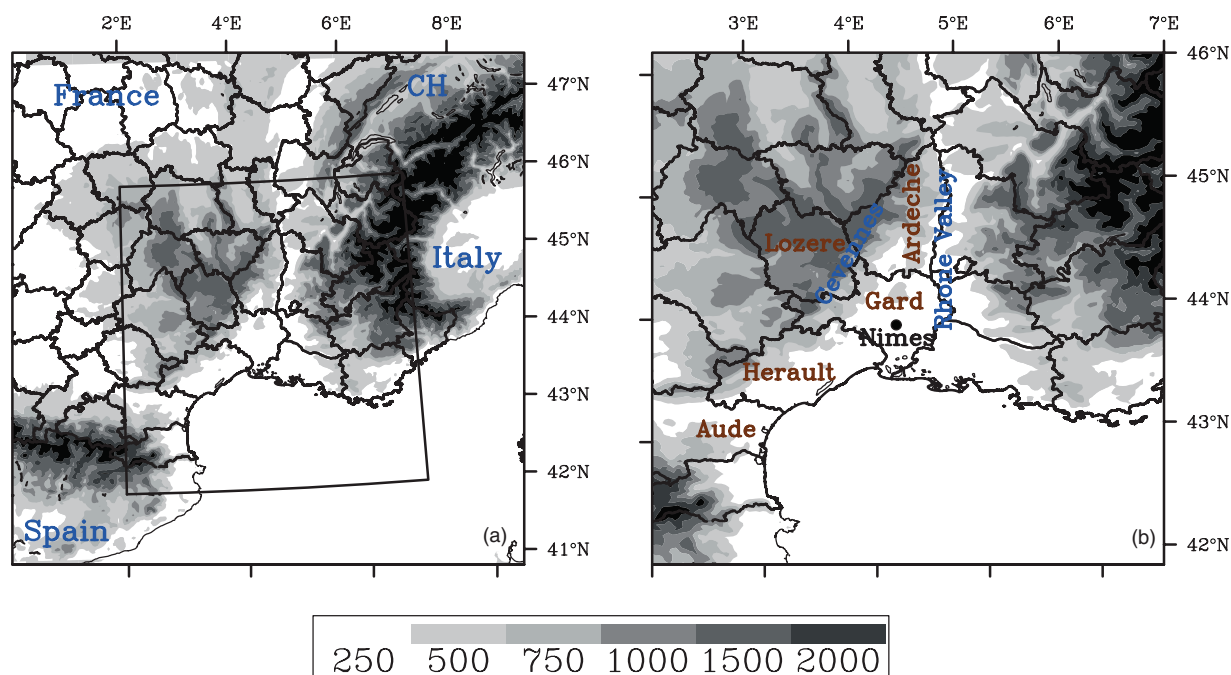 2°E 4°E 6°E 8°E
3°E 4°E 5°E 6°E 7°E
France
CH
Italy
Spain
(a)
47°N
46°N
45°N
44°N
43°N
42°N
41°N
Lozere
Cevennes
Ardeche
Rhone Valley
Gard
Nimes
Herault
Aude
(b)
46°N
45°N
44°N
43°N
42°N
250 500 750 1000 1500 2000